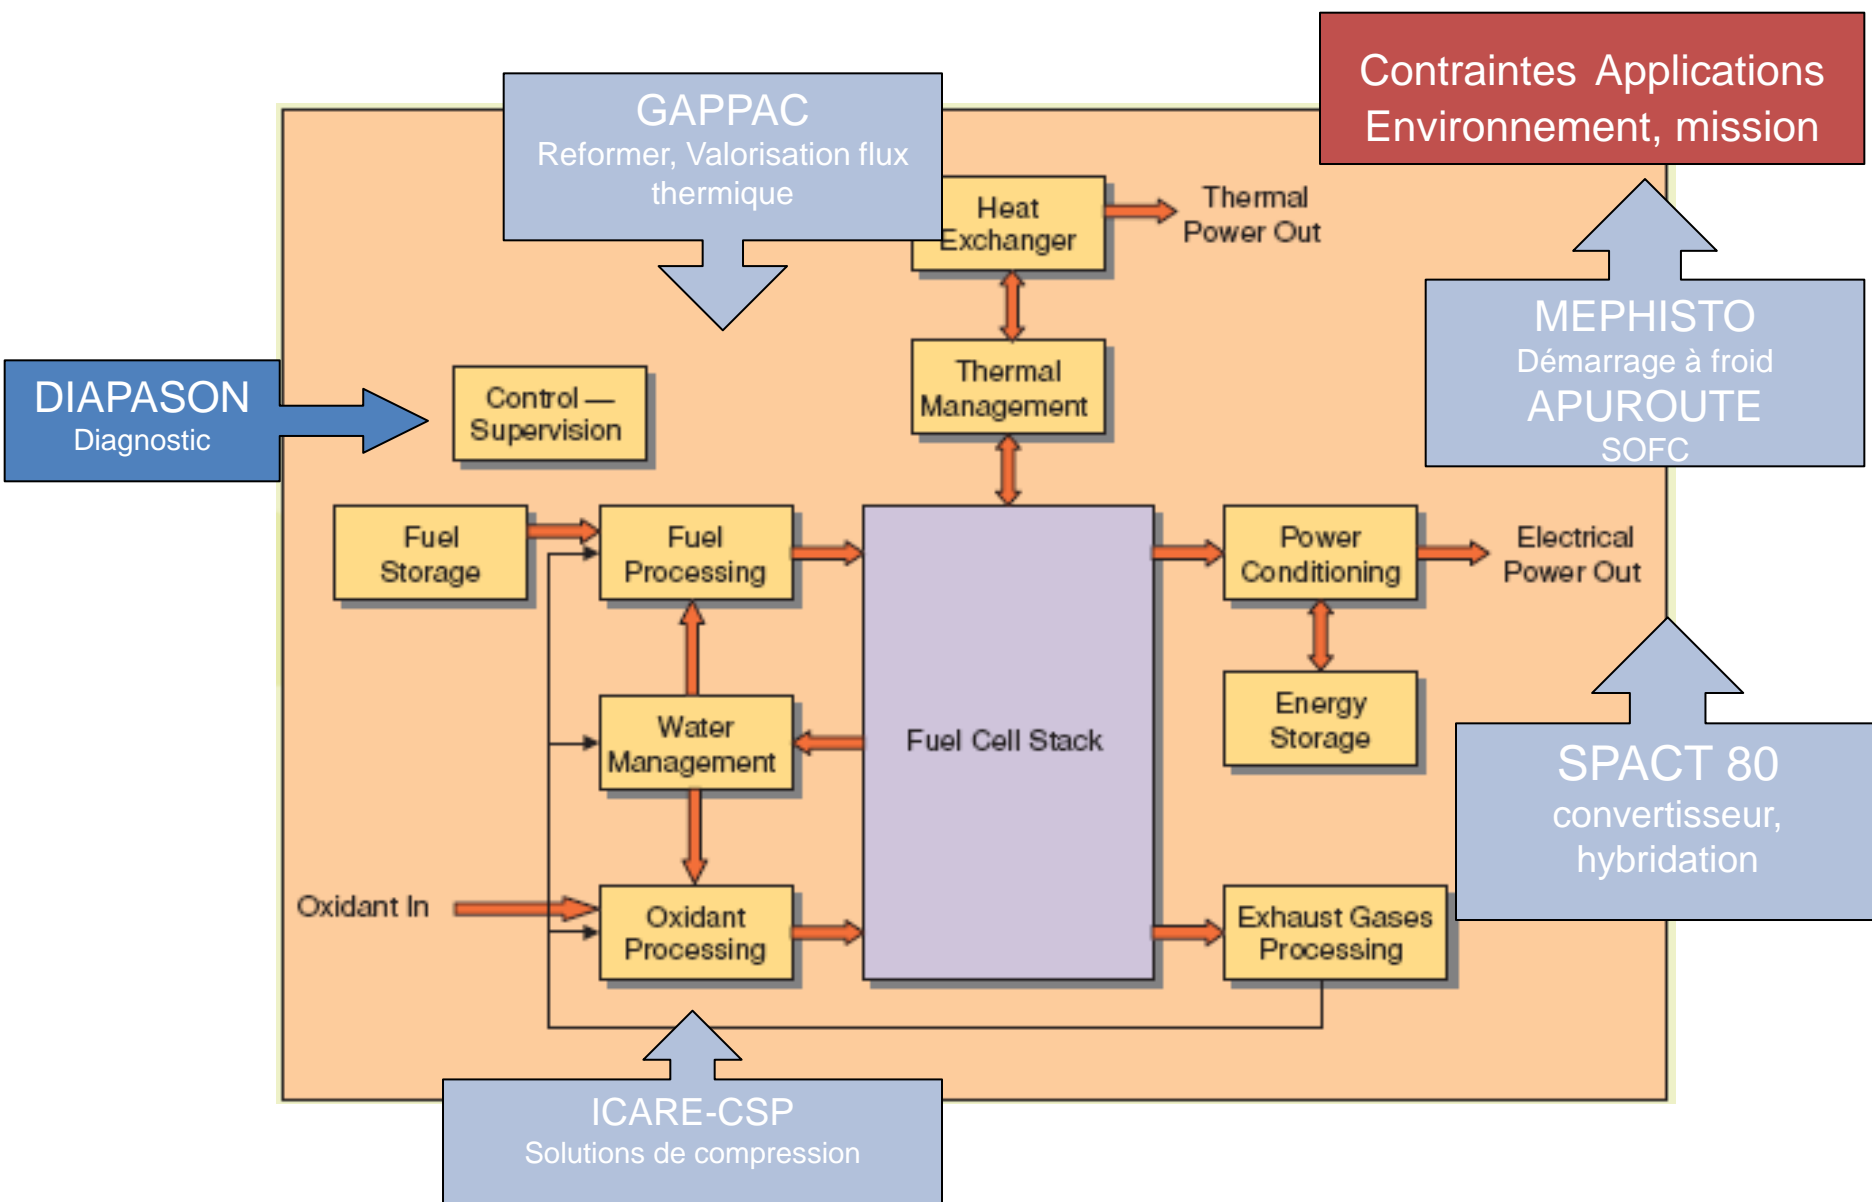 Contraintes Applications
Environnement, mission
GAPPAC
Reformer, Valorisation flux
thermique
Heat
Exchanger
Thermal
Power Out
MEPHISTO
Démarrage à froid
APUROUTE
SOFC
DIAPASON
Diagnostic
Control —
Supervision
Thermal
Management
Fuel
Storage
Fuel
Processing
Power
Conditioning
Electrical
Power Out
Water
Management
Fuel Cell Stack
Energy
Storage
SPACT 80
convertisseur,
hybridation
Oxidant In
Oxidant
Processing
Exhaust Gases
Processing
ICARE-CSP
Solutions de compression